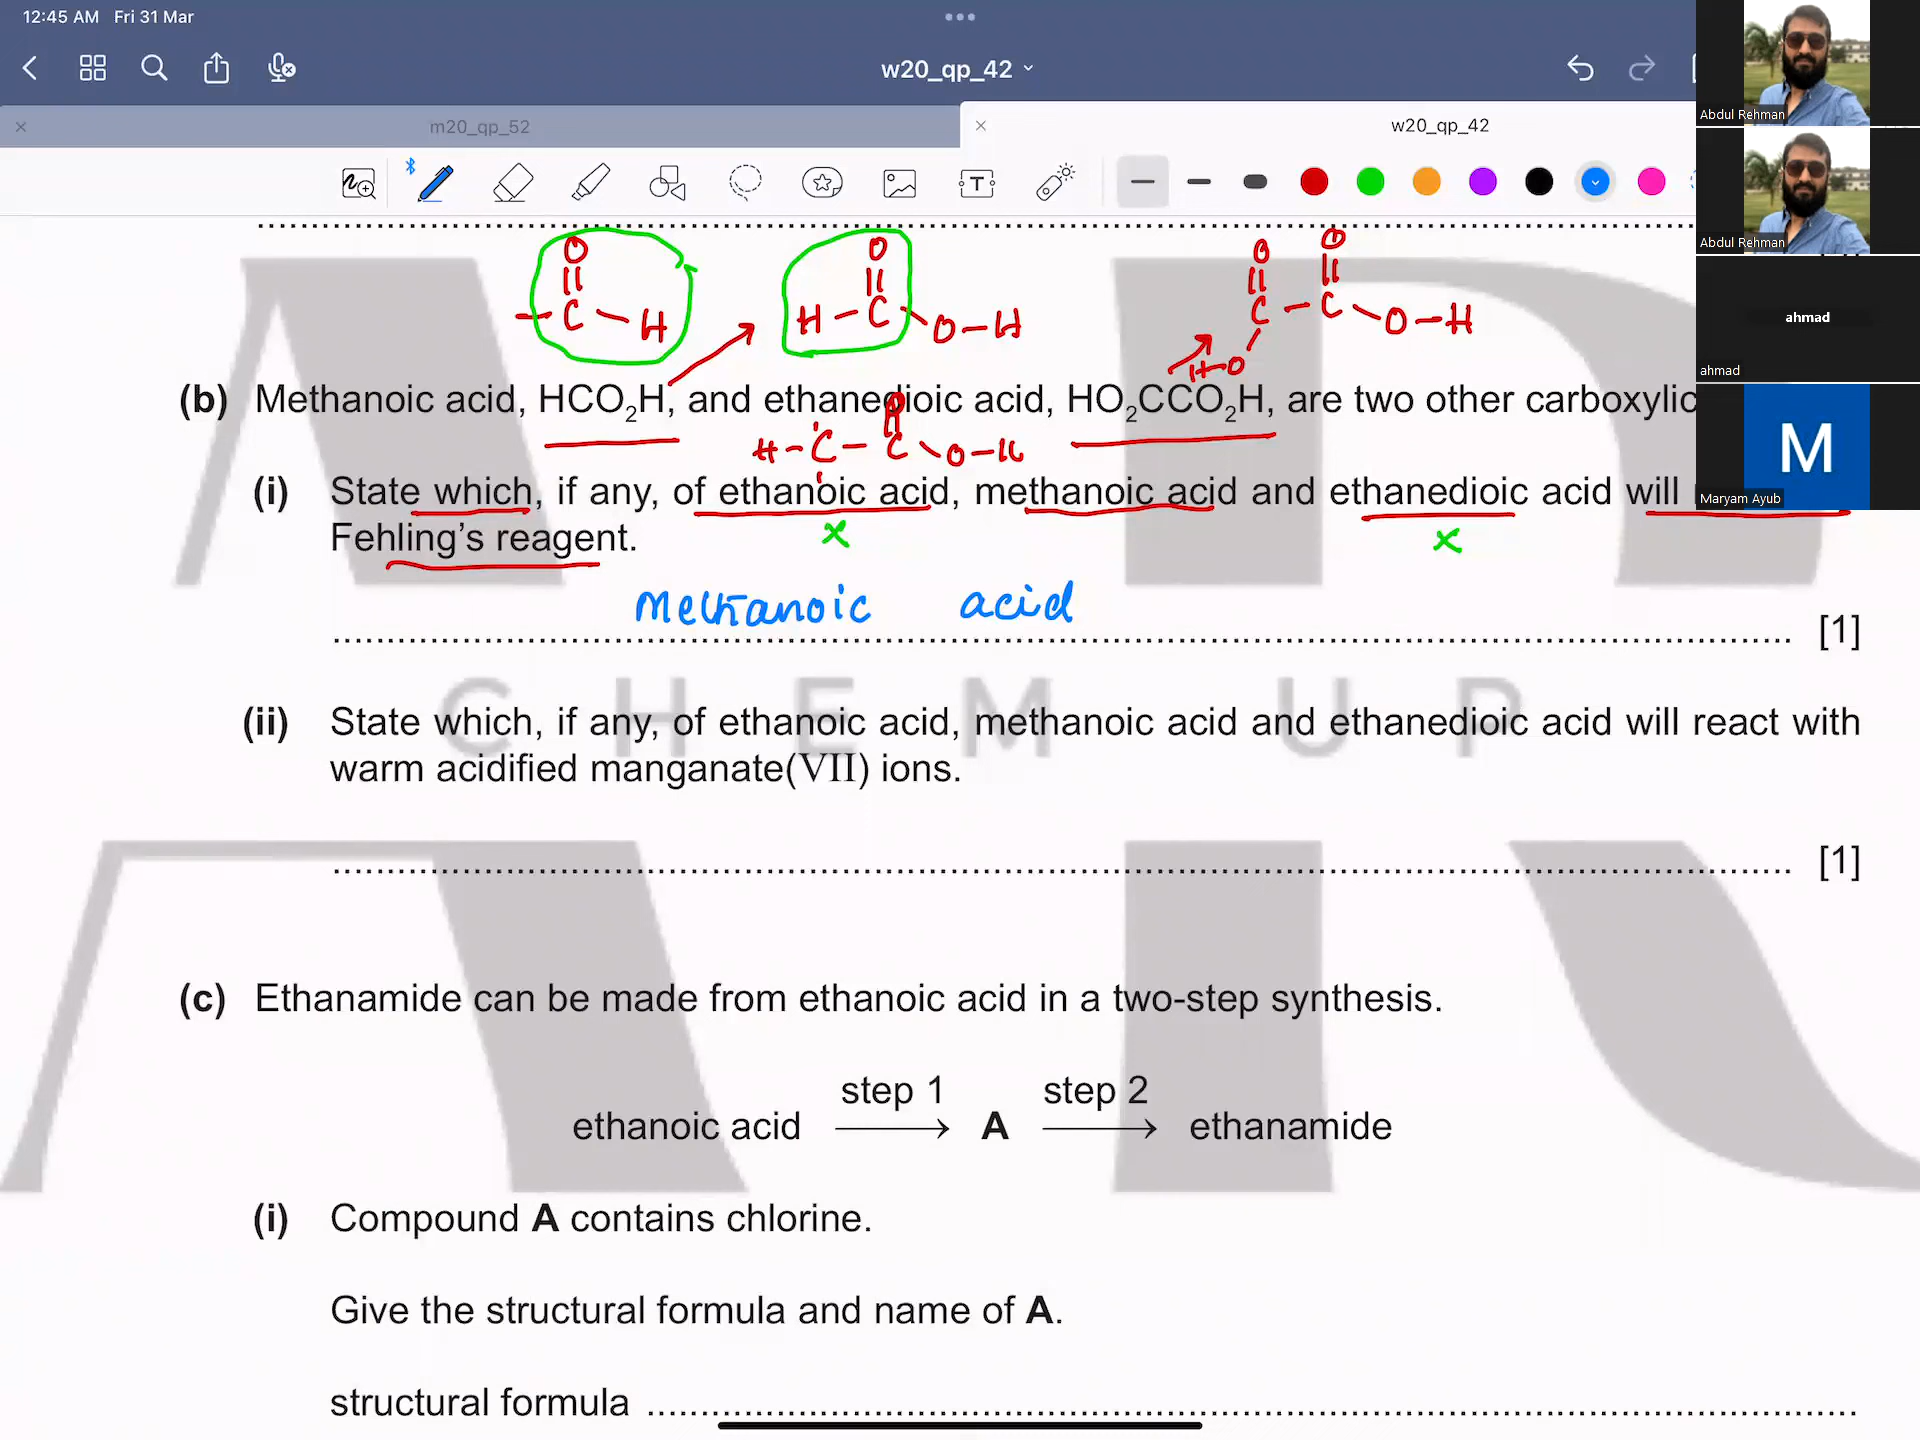 12:45 AM Fri 31 Mar
w20_qp_42
m20_qp_52
w20_qp_42
Abdul Rehman
Abdul Rehman
ahmad
ahmad
M
Maryam Ayub
O O O O
C H H C O H C C O H
H O
(b) Methanoic acid, HCO₂H, and ethanedioic acid, HO₂CCO₂H, are two other carboxylic
O
H C C O H
(i) State which, if any, of ethanoic acid, methanoic acid and ethanedioic acid will
Fehling's reagent. x x
Methanoic acid
[1]
CHEM UP
(ii) State which, if any, of ethanoic acid, methanoic acid and ethanedioic acid will react with
warm acidified manganate(VII) ions.
[1]
(c) Ethanamide can be made from ethanoic acid in a two-step synthesis.
step 1 step 2
ethanoic acid → A → ethanamide
(i) Compound A contains chlorine.
Give the structural formula and name of A.
structural formula